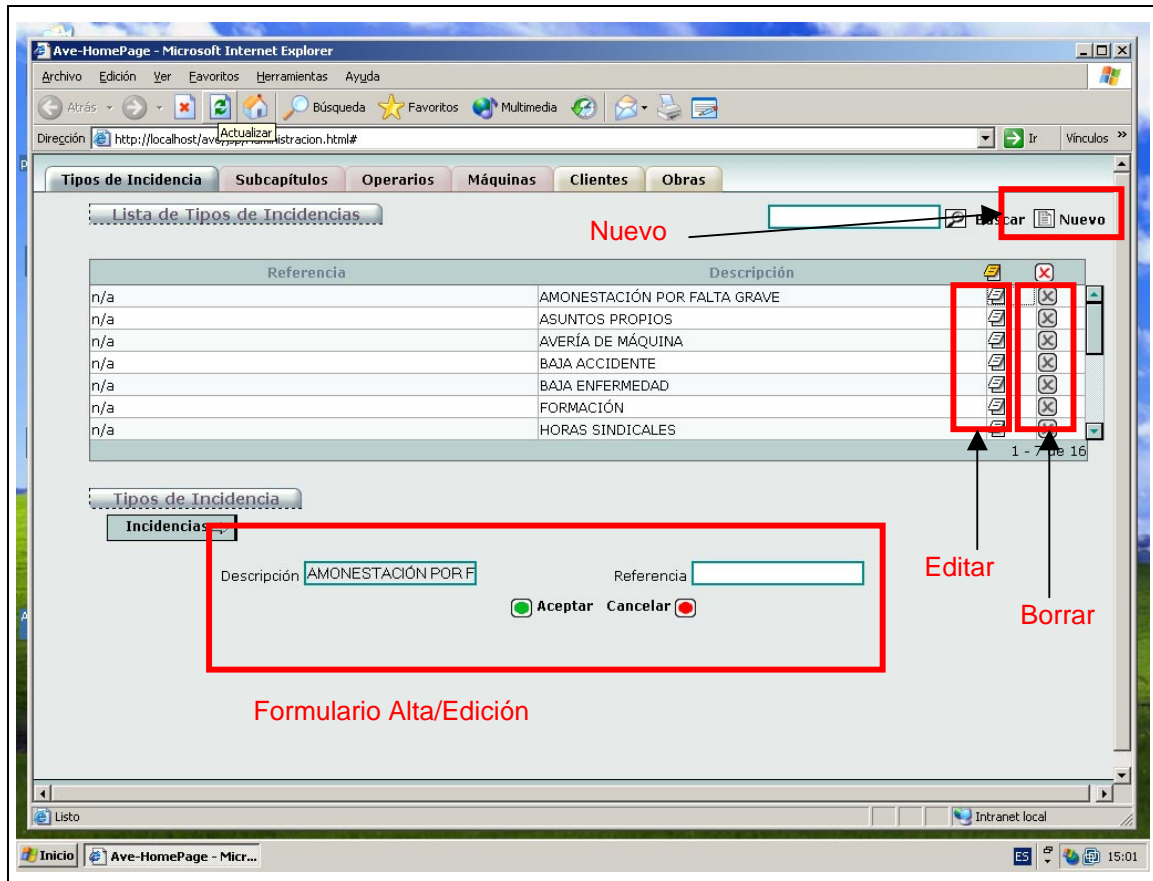 Ave-HomePage - Microsoft Internet Explorer
Archivo Edición Ver Favoritos Herramientas Ayuda
Atrás Búsqueda Favoritos Multimedia
Dirección http://localhost/ave/jsp/Administracion.html# Ir Vínculos »
Actualizar
Tipos de Incidencia Subcapítulos Operarios Máquinas Clientes Obras
Lista de Tipos de Incidencias Buscar Nuevo
Nuevo
Referencia Descripción
n/a AMONESTACIÓN POR FALTA GRAVE
n/a ASUNTOS PROPIOS
n/a AVERÍA DE MÁQUINA
n/a BAJA ACCIDENTE
n/a BAJA ENFERMEDAD
n/a FORMACIÓN
n/a HORAS SINDICALES
1 - 7 de 16
Tipos de Incidencia
Incidencias
Editar
Descripción AMONESTACIÓN POR F Referencia
Aceptar Cancelar
Borrar
Formulario Alta/Edición
Listo Intranet local
Inicio Ave-HomePage - Micr... ES 15:01